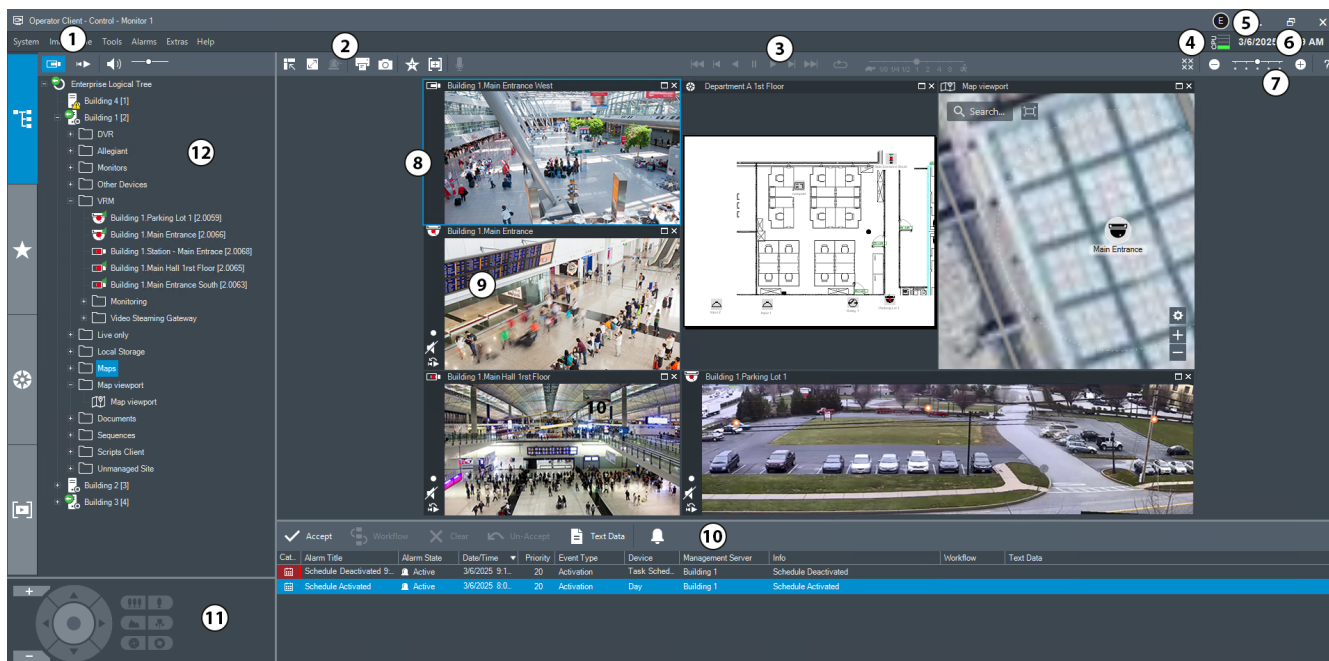 Operator Client - Control - Monitor 1
E
5
System
1
Tools Alarms Extras Help
2
3
4
3/6/2025
6
AM
7
?
Enterprise Logical Tree
Building 4 [1]
Building 1 [2]
DVR
Allegiant
12
Monitors
Other Devices
VRM
Building 1.Parking Lot 1 [2.0059]
Building 1.Main Entrance [2.0066]
Building 1.Station - Main Entrace [2.0068]
Building 1.Main Hall 1rst Floor [2.0065]
Building 1.Main Entrance South [2.0063]
Monitoring
Video Steaming Gateway
Live only
Local Storage
Maps
Map viewport
Map viewport
Documents
Sequences
Scripts Client
Unmanaged Site
Building 2 [3]
Building 3 [4]
11
Building 1.Main Entrance West
8
Building 1.Main Entrance
9
Building 1.Main Hall 1rst Floor
10
Department A 1st Floor
Map viewport
Search...
Main Entrance
Building 1.Parking Lot 1
Accept Workflow Clear Un-Accept Text Data
10
Cat.. Alarm Title Alarm State Date/Time Priority Event Type Device Management Server Info Workflow Text Data
Schedule Deactivated 9:.. Active 3/6/2025 9:1... 20 Activation Task Sched.. Building 1 Schedule Deactivated
Schedule Activated Active 3/6/2025 8:0... 20 Activation Day Building 1 Schedule Activated